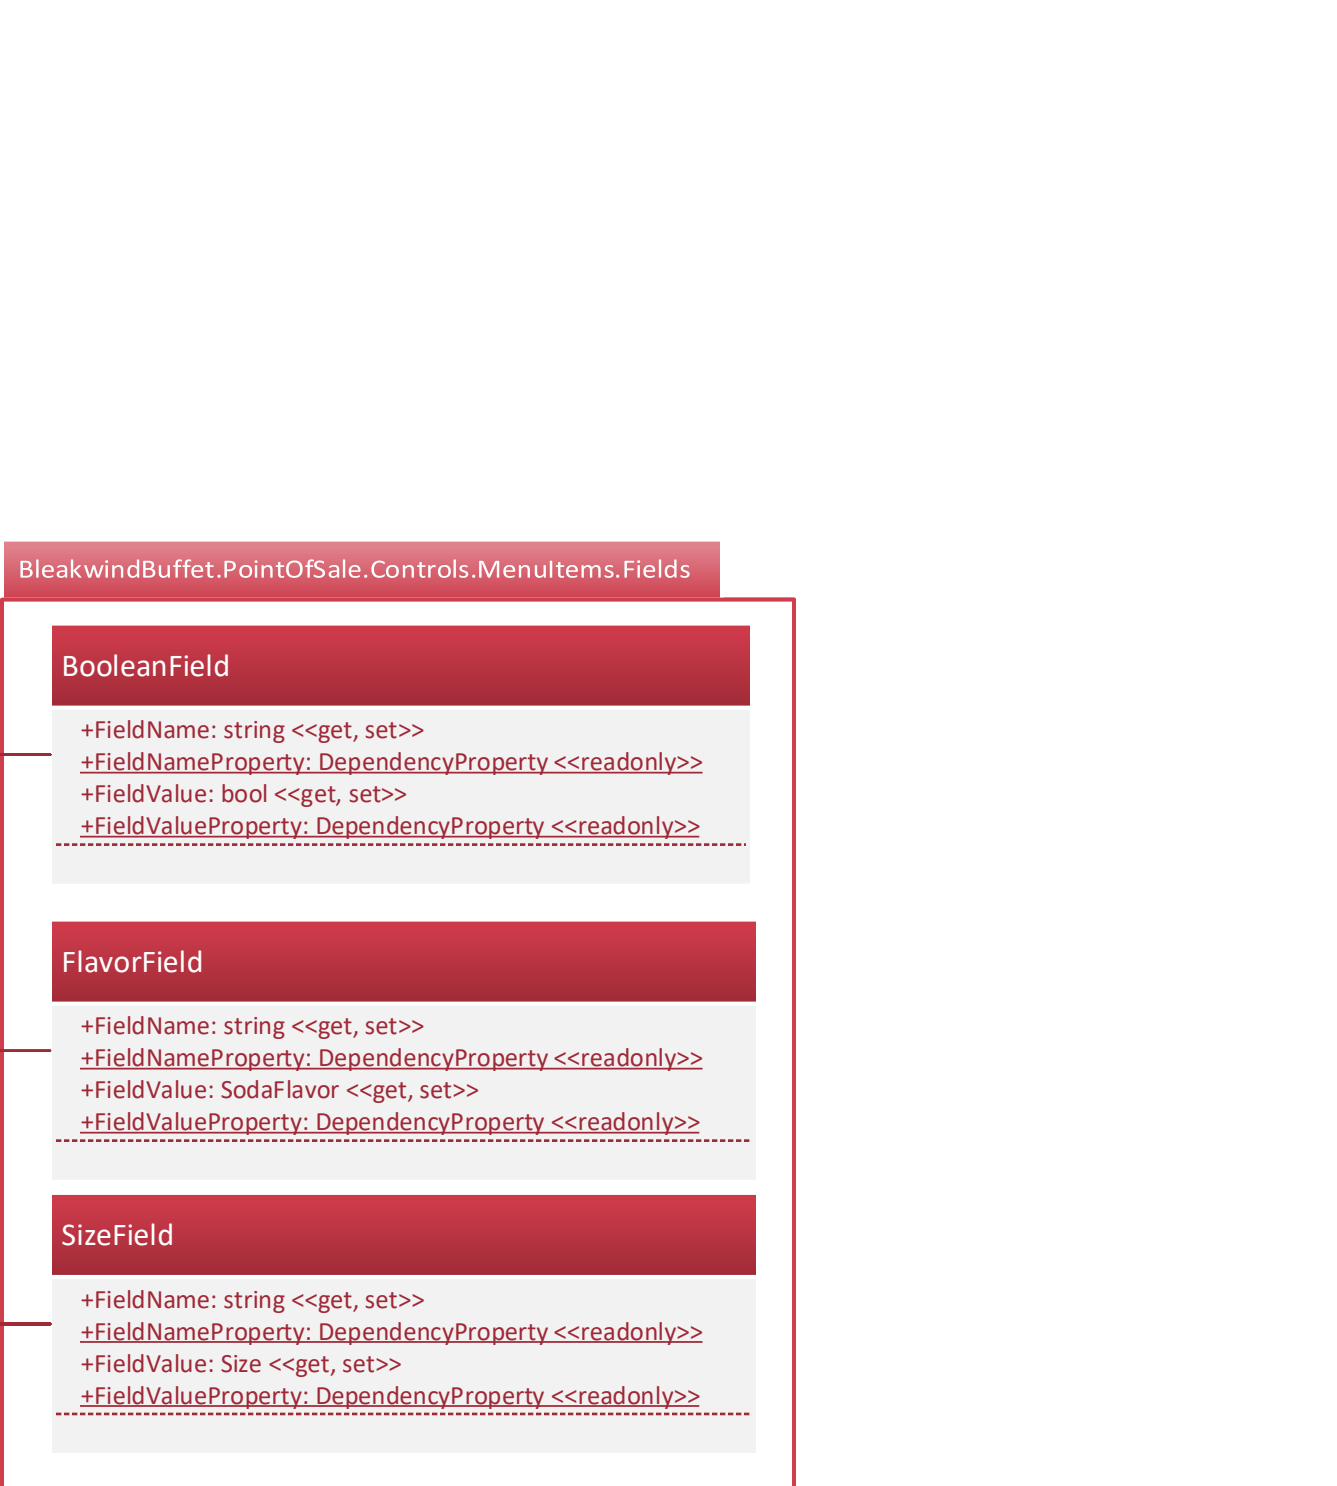 BleakwindBuffet.PointOfSale.Controls.MenuItems.Fields
BooleanField
+FieldName: string <<get, set>>
+FieldNameProperty: DependencyProperty <<readonly>>
+FieldValue: bool <<get, set>>
+FieldValueProperty: DependencyProperty <<readonly>>
FlavorField
+FieldName: string <<get, set>>
+FieldNameProperty: DependencyProperty <<readonly>>
+FieldValue: SodaFlavor <<get, set>>
+FieldValueProperty: DependencyProperty <<readonly>>
SizeField
+FieldName: string <<get, set>>
+FieldNameProperty: DependencyProperty <<readonly>>
+FieldValue: Size <<get, set>>
+FieldValueProperty: DependencyProperty <<readonly>>